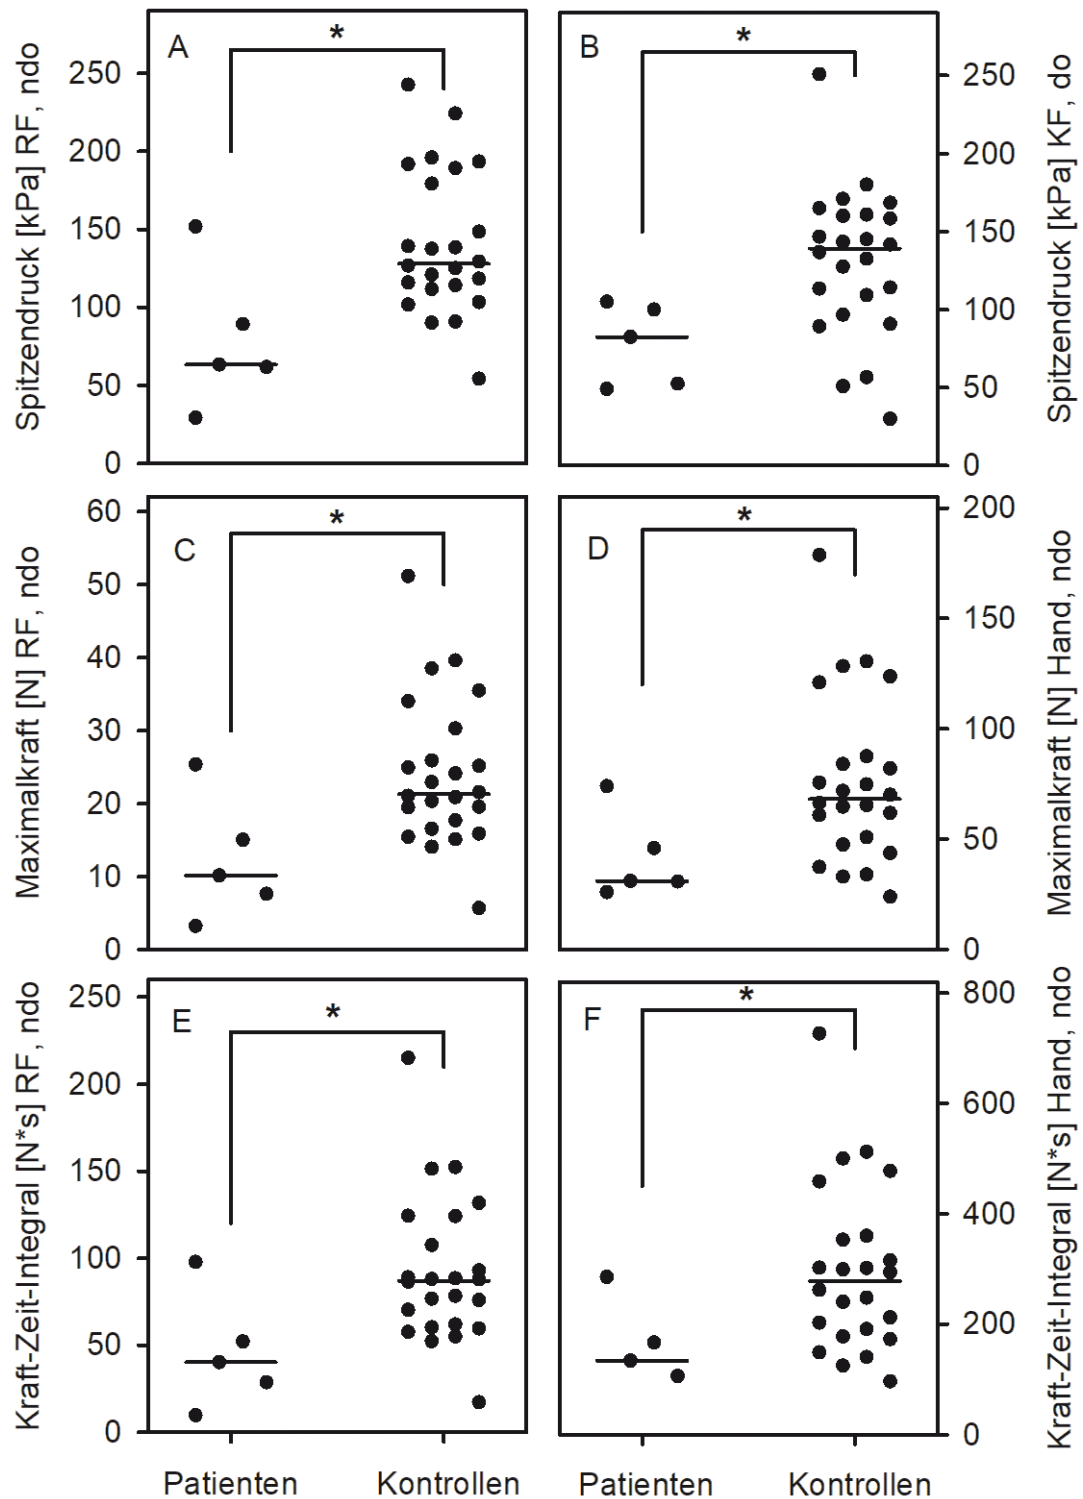 A
*
Spitzendruck [kPa] RF, ndo
250
200
150
100
50
0
B
*
Spitzendruck [kPa] KF, do
250
200
150
100
50
0
C
*
Maximalkraft [N] RF, ndo
60
50
40
30
20
10
0
D
*
Maximalkraft [N] Hand, ndo
200
150
100
50
0
E
*
Kraft-Zeit-Integral [N*s] RF, ndo
250
200
150
100
50
0
F
*
Kraft-Zeit-Integral [N*s] Hand, ndo
800
600
400
200
0
Patienten
Kontrollen
Patienten
Kontrollen